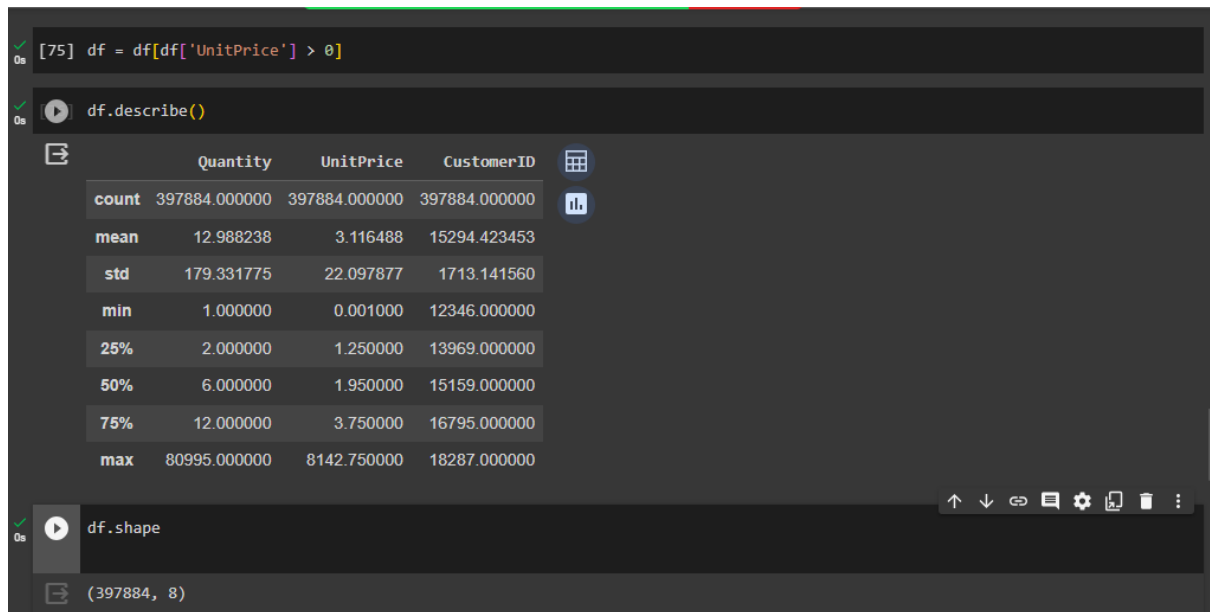 [75] df = df[df['UnitPrice'] > 0]
0s
df.describe()
0s
Quantity UnitPrice CustomerID
count 397884.000000 397884.000000 397884.000000
mean 12.988238 3.116488 15294.423453
std 179.331775 22.097877 1713.141560
min 1.000000 0.001000 12346.000000
25% 2.000000 1.250000 13969.000000
50% 6.000000 1.950000 15159.000000
75% 12.000000 3.750000 16795.000000
max 80995.000000 8142.750000 18287.000000
df.shape
0s
(397884, 8)